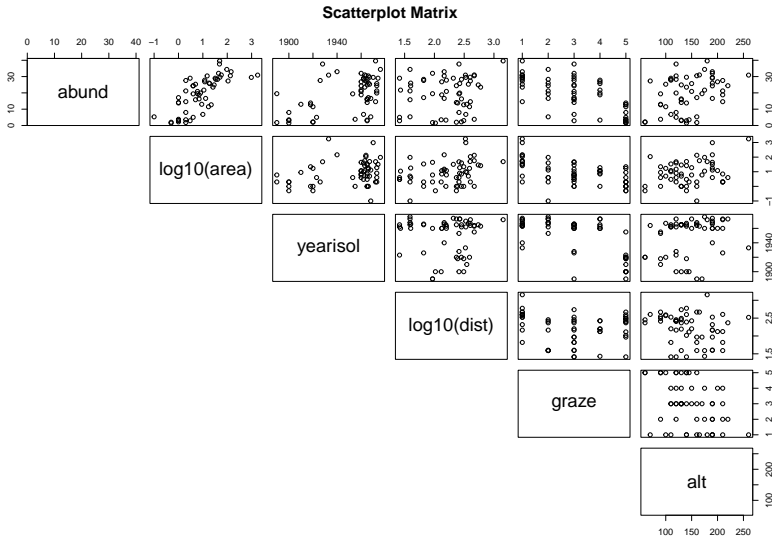 Scatterplot Matrix
0 10 20 30 40
−1 0 1 2 3
1900 1940
1.5 2.0 2.5 3.0
1 2 3 4 5
50 100 150 200 250
abund
0 10 30
log10(area)
−1 1 2 3
yearisol
1900 1940
log10(dist)
1.5 2.5
graze
1 2 3 4 5
alt
100 200
50 100 150 200 250